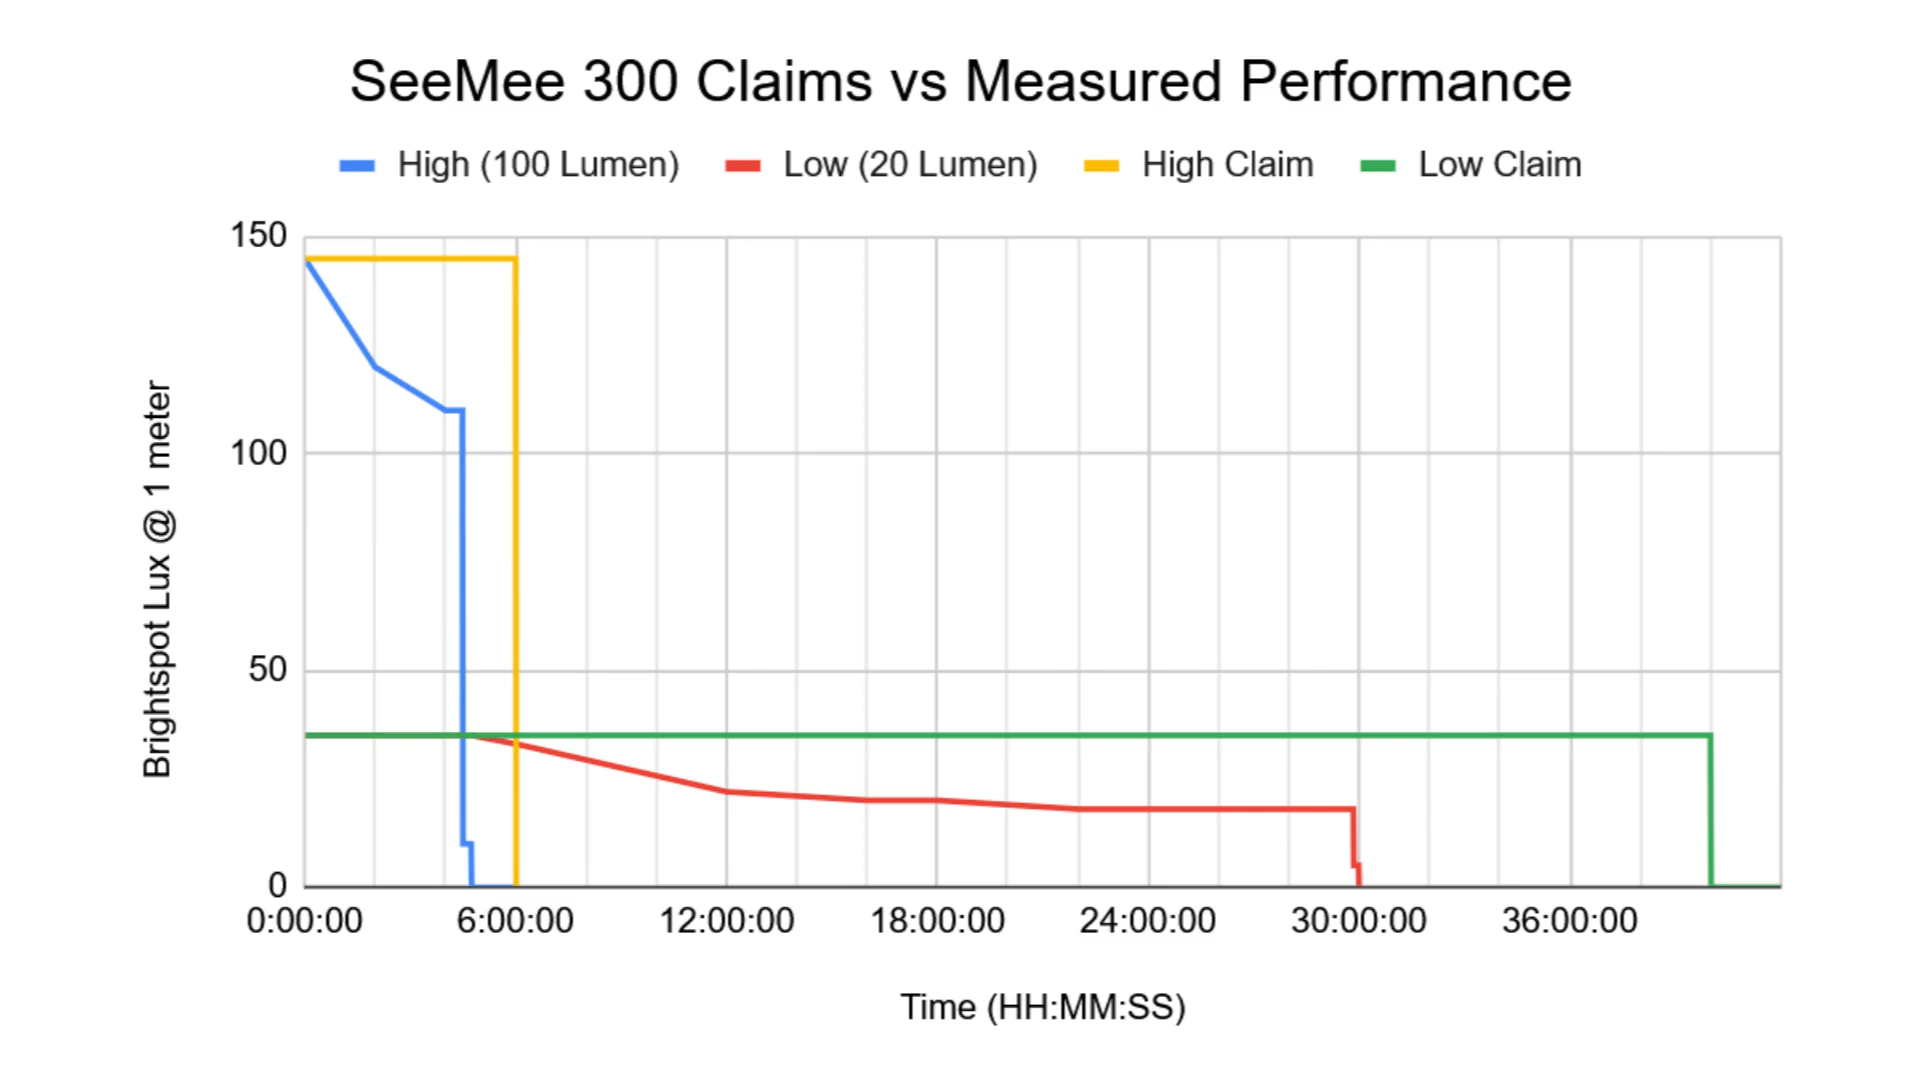 SeeMee 300 Claims vs Measured Performance
High (100 Lumen) Low (20 Lumen) High Claim Low Claim
150
100
50
0
Brightspot Lux @ 1 meter
0:00:00 6:00:00 12:00:00 18:00:00 24:00:00 30:00:00 36:00:00
Time (HH:MM:SS)